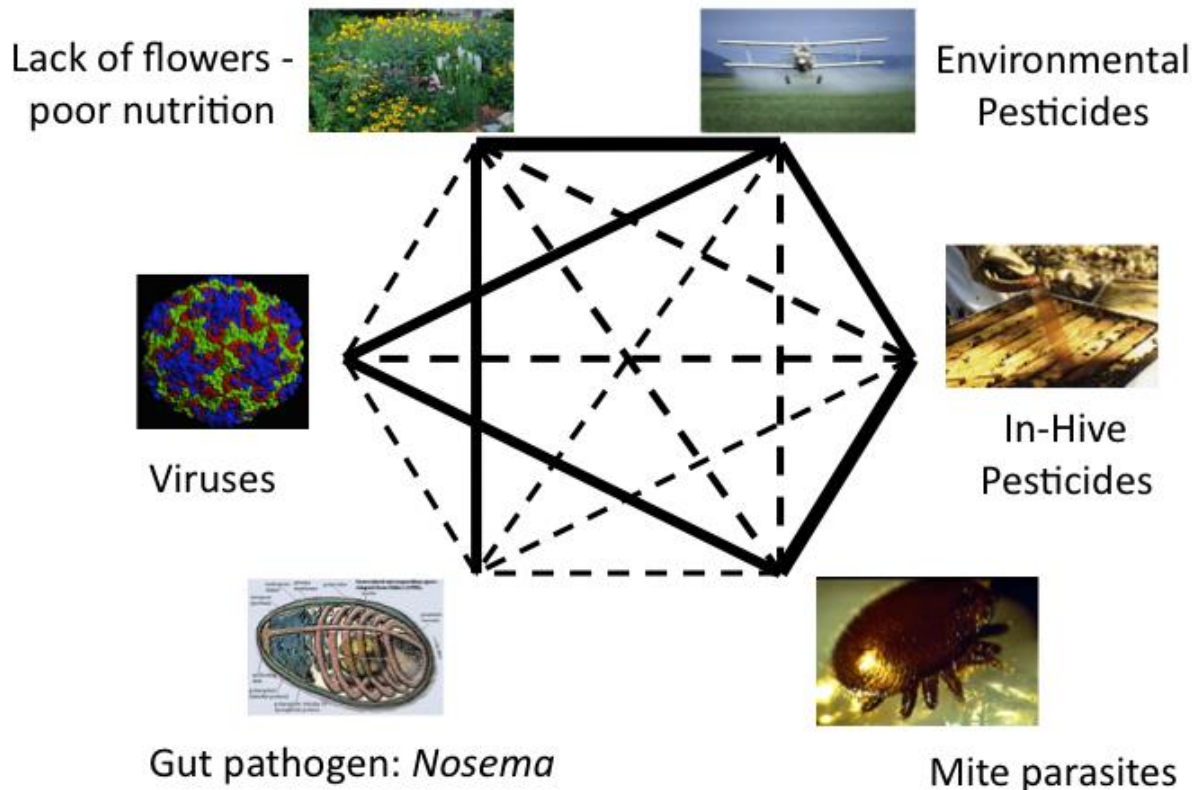 Lack of flowers -
poor nutrition
Environmental
Pesticides
Viruses
In-Hive
Pesticides
Gut pathogen: Nosema
Mite parasites